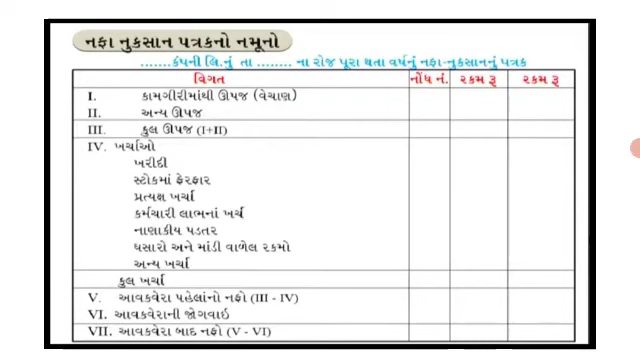 નફા નુકસાન પત્રકનો નમૂનો
.......કંપની લિ.નું તા ........ ના રોજ પૂરા થતા વર્ષનું નફા-નુકસાનનું પત્રક
વિગત નોંધ નં. રકમ રૂ રકમ રૂ
I. કામગીરીમાંથી ઊપજ (વેચાણ)
II. અન્ય ઊપજ
III. કુલ ઊપજ (I+II)
IV. ખર્ચાઓ
ખરીદી
સ્ટોકમાં ફેરફાર
પ્રત્યક્ષ ખર્ચા
કર્મચારી લાભનાં ખર્ચ
નાણાકીય પડતર
ઘસારો અને માંડી વાળેલ રકમો
અન્ય ખર્ચા
કુલ ખર્ચા
V. આવકવેરા પહેલાંનો નફો (III - IV)
VI. આવકવેરાની જોગવાઈ
VII. આવકવેરા બાદ નફો (V - VI)